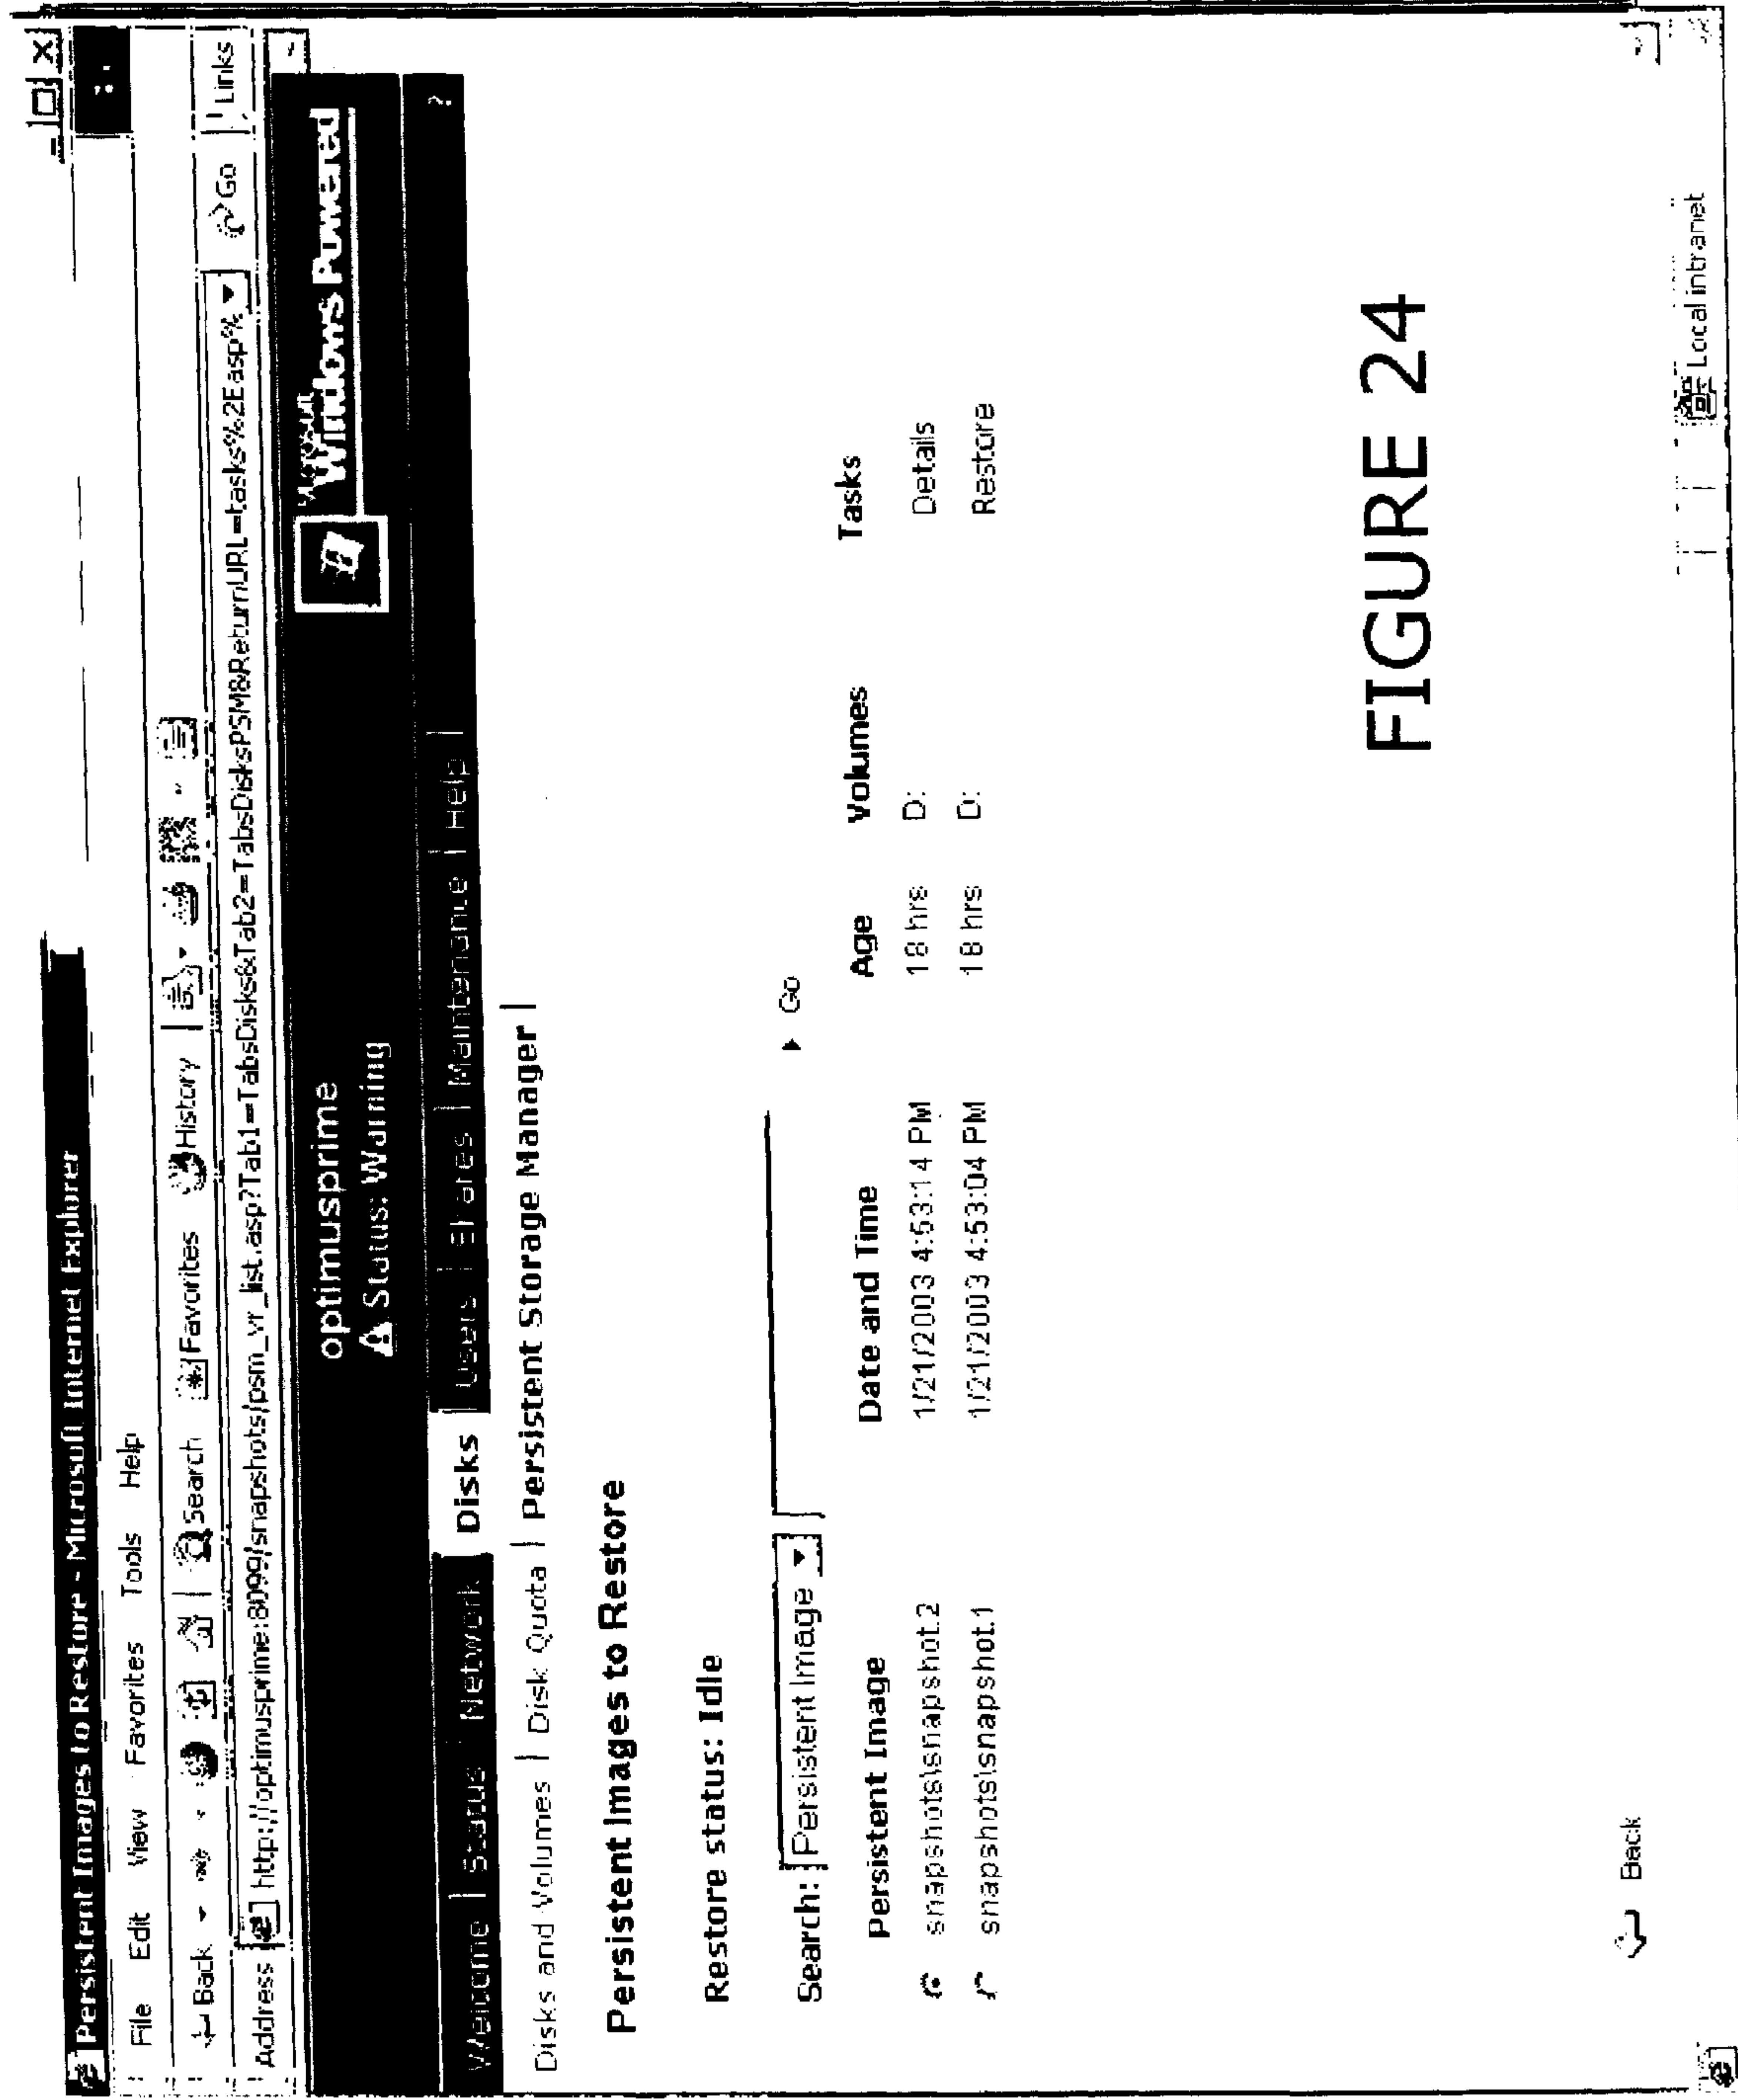 Persistent Images to Restore - Microsoft Internet Explorer
File Edit View Favorites Tools Help
Back Search Favorites History
Address http://optimusprime:8099/snapshots/psm_vr_list.asp?Tab1=TabsDisks&Tab2=TabsDisksPSM&ReturnURL=tasks%2Easp% Go Links
optimusprime
Status: Warning
Microsoft
Windows Powered
Welcome | Status | Network | Disks | Users | Shares | Maintenance | Help | ?
Disks and Volumes | Disk Quota | Persistent Storage Manager |
Persistent Images to Restore
Restore status: Idle
Search: Persistent Image Go
Persistent Image Date and Time Age Volumes Tasks
snapshots\snapshot.2 1/21/2003 4:53:14 PM 18 hrs D: Details
snapshots\snapshot.1 1/21/2003 4:53:04 PM 18 hrs D: Restore
FIGURE 24
Back
Local intranet